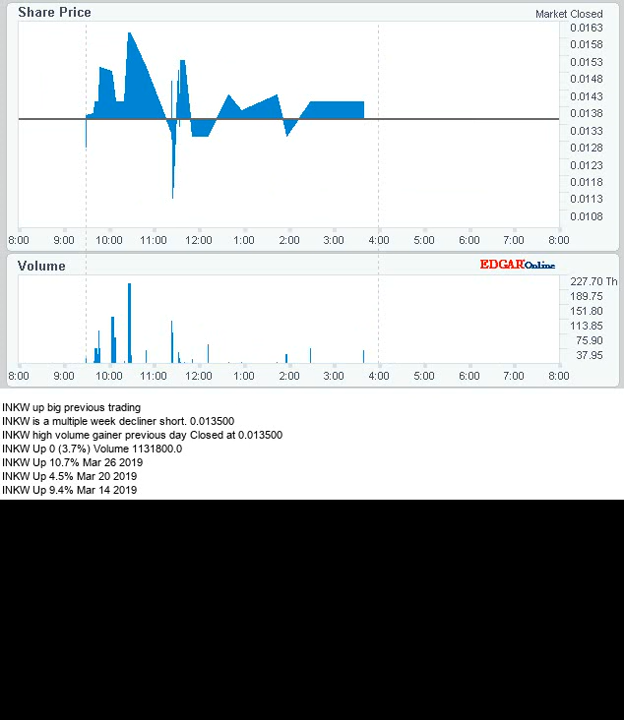 Share Price
Market Closed
0.0163
0.0158
0.0153
0.0148
0.0143
0.0138
0.0133
0.0128
0.0123
0.0118
0.0113
0.0108
8:00 9:00 10:00 11:00 12:00 1:00 2:00 3:00 4:00 5:00 6:00 7:00 8:00
Volume
EDGAR Online
227.70 Th
189.75
151.80
113.85
75.90
37.95
8:00 9:00 10:00 11:00 12:00 1:00 2:00 3:00 4:00 5:00 6:00 7:00 8:00
INKW up big previous trading
INKW is a multiple week decliner short. 0.013500
INKW high volume gainer previous day Closed at 0.013500
INKW Up 0 (3.7%) Volume 1131800.0
INKW Up 10.7% Mar 26 2019
INKW Up 4.5% Mar 20 2019
INKW Up 9.4% Mar 14 2019